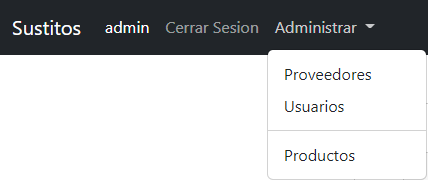 Sustitos admin Cerrar Sesion Administrar
Proveedores
Usuarios
Productos